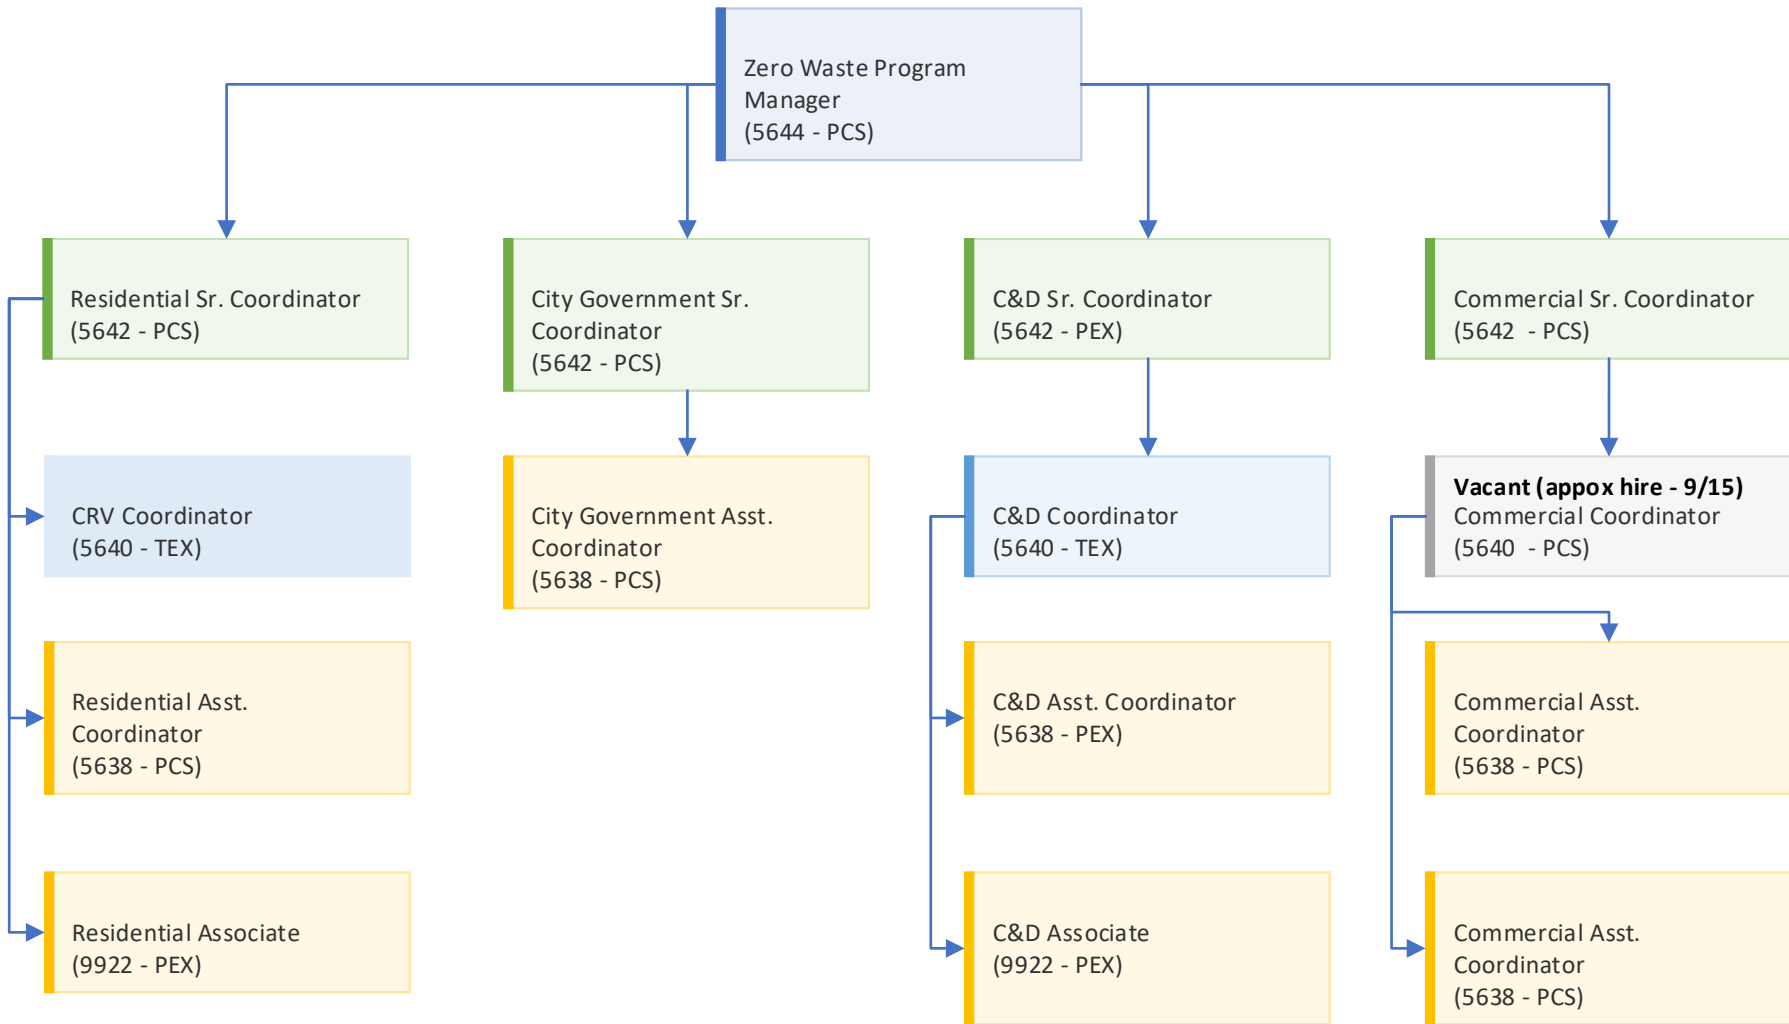 Zero Waste Program
Manager
(5644 - PCS)
Residential Sr. Coordinator
(5642 - PCS)
City Government Sr.
Coordinator
(5642 - PCS)
C&D Sr. Coordinator
(5642 - PEX)
Commercial Sr. Coordinator
(5642  - PCS)
CRV Coordinator
(5640 - TEX)
City Government Asst.
Coordinator
(5638 - PCS)
C&D Coordinator
(5640 - TEX)
Vacant (appox hire - 9/15)
Commercial Coordinator
(5640  - PCS)
Residential Asst.
Coordinator
(5638 - PCS)
C&D Asst. Coordinator
(5638 - PEX)
Commercial Asst.
Coordinator
(5638 - PCS)
Residential Associate
(9922 - PEX)
C&D Associate
(9922 - PEX)
Commercial Asst.
Coordinator
(5638 - PCS)